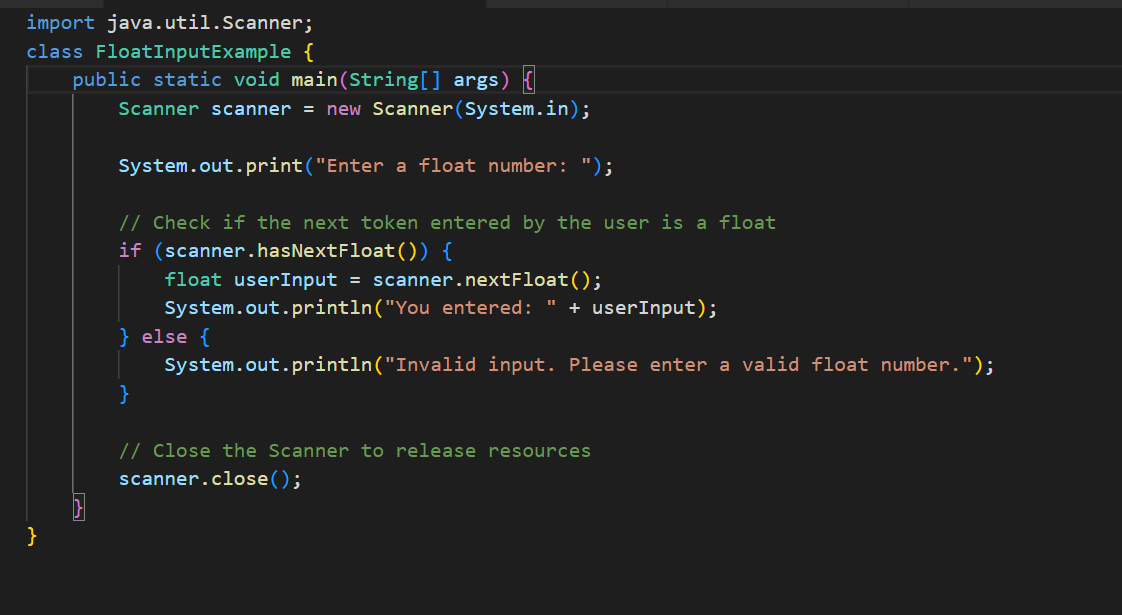 import java.util.Scanner;
class FloatInputExample {
    public static void main(String[] args) {
        Scanner scanner = new Scanner(System.in);

        System.out.print("Enter a float number: ");

        // Check if the next token entered by the user is a float
        if (scanner.hasNextFloat()) {
            float userInput = scanner.nextFloat();
            System.out.println("You entered: " + userInput);
        } else {
            System.out.println("Invalid input. Please enter a valid float number.");
        }

        // Close the Scanner to release resources
        scanner.close();
    }
}